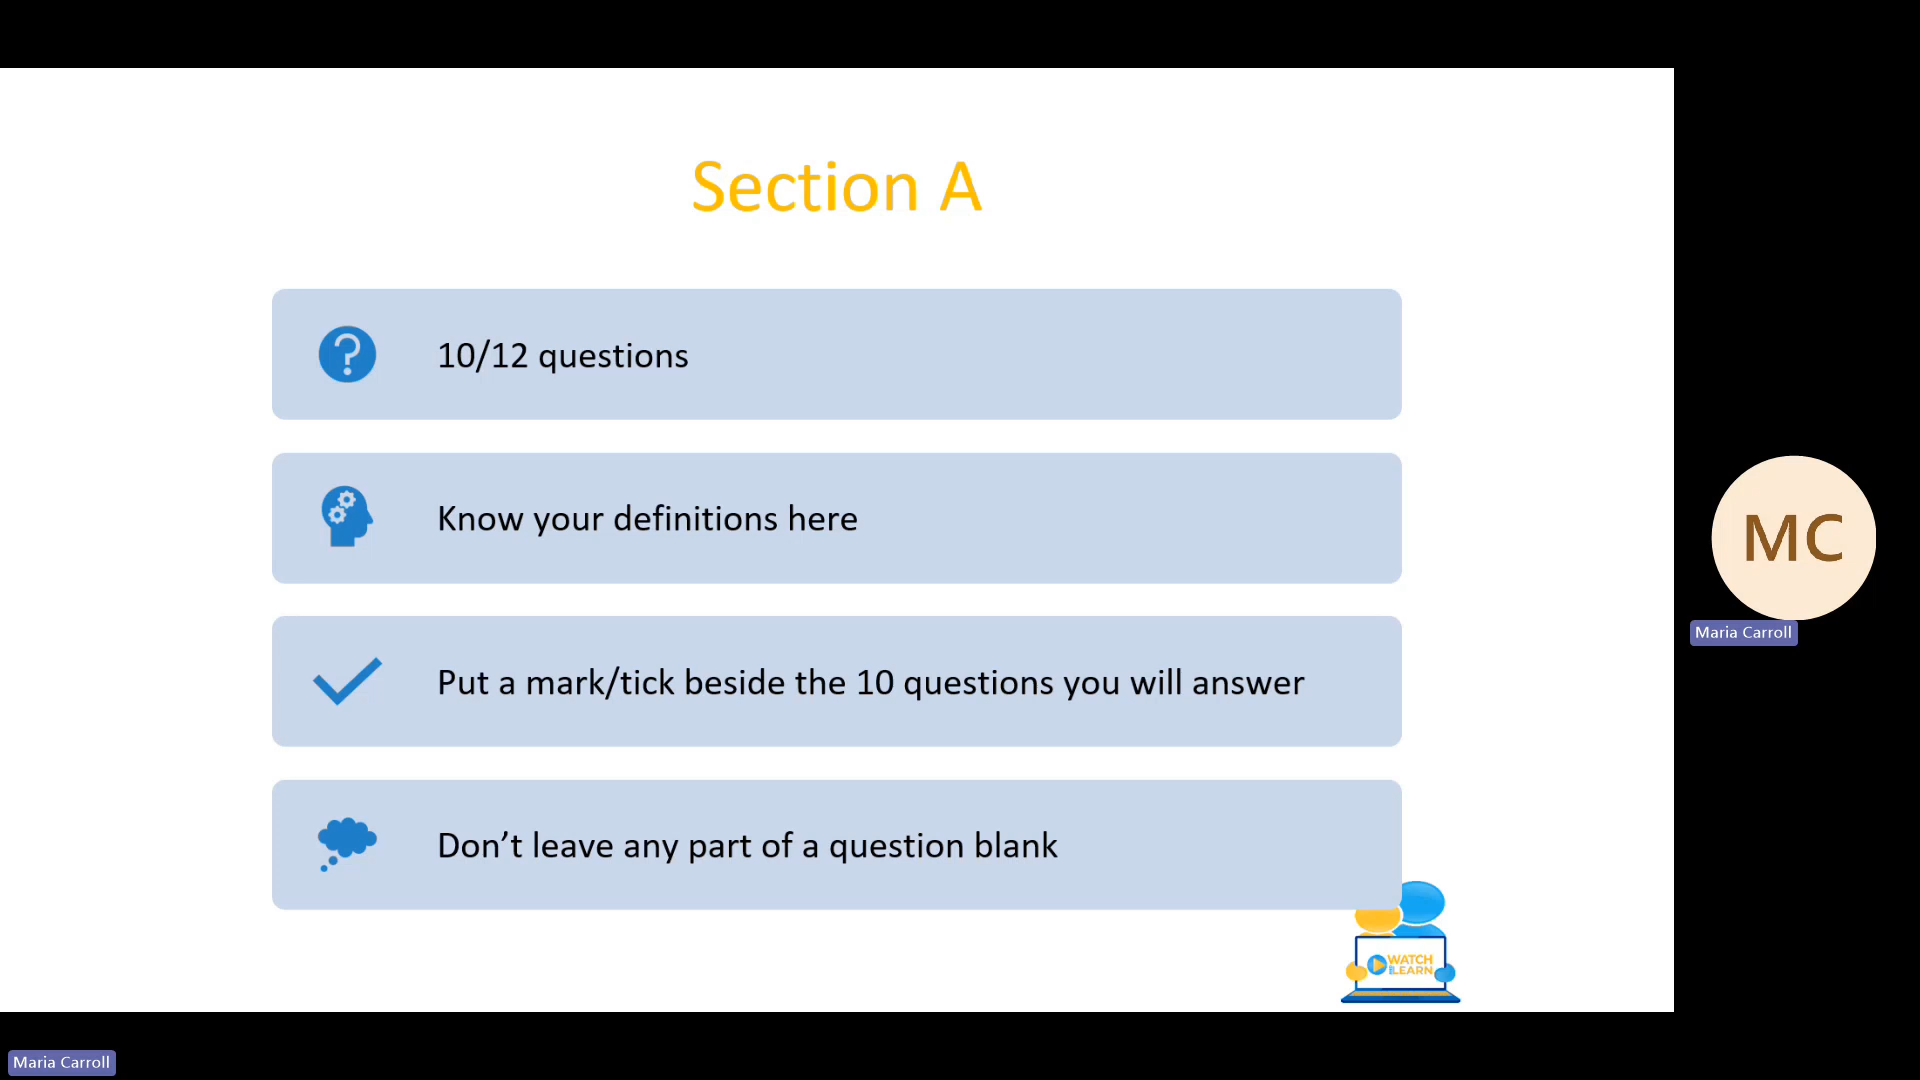 Section A
10/12 questions
Know your definitions here
Put a mark/tick beside the 10 questions you will answer
Don’t leave any part of a question blank
WATCH
AND LEARN
MC
Maria Carroll
Maria Carroll